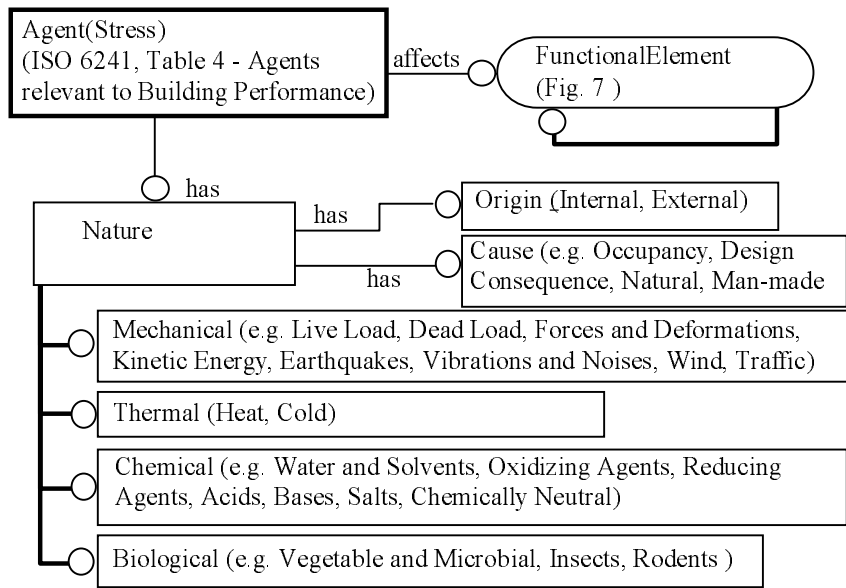 Agent(Stress)
(ISO 6241, Table 4 - Agents
relevant to Building Performance)
affects
FunctionalElement
(Fig. 7 )
has
Nature
has
Origin (Internal, External)
has
Cause (e.g. Occupancy, Design
Consequence, Natural, Man-made
Mechanical (e.g. Live Load, Dead Load, Forces and Deformations,
Kinetic Energy, Earthquakes, Vibrations and Noises, Wind, Traffic)
Thermal (Heat, Cold)
Chemical (e.g. Water and Solvents, Oxidizing Agents, Reducing
Agents, Acids, Bases, Salts, Chemically Neutral)
Biological (e.g. Vegetable and Microbial, Insects, Rodents )